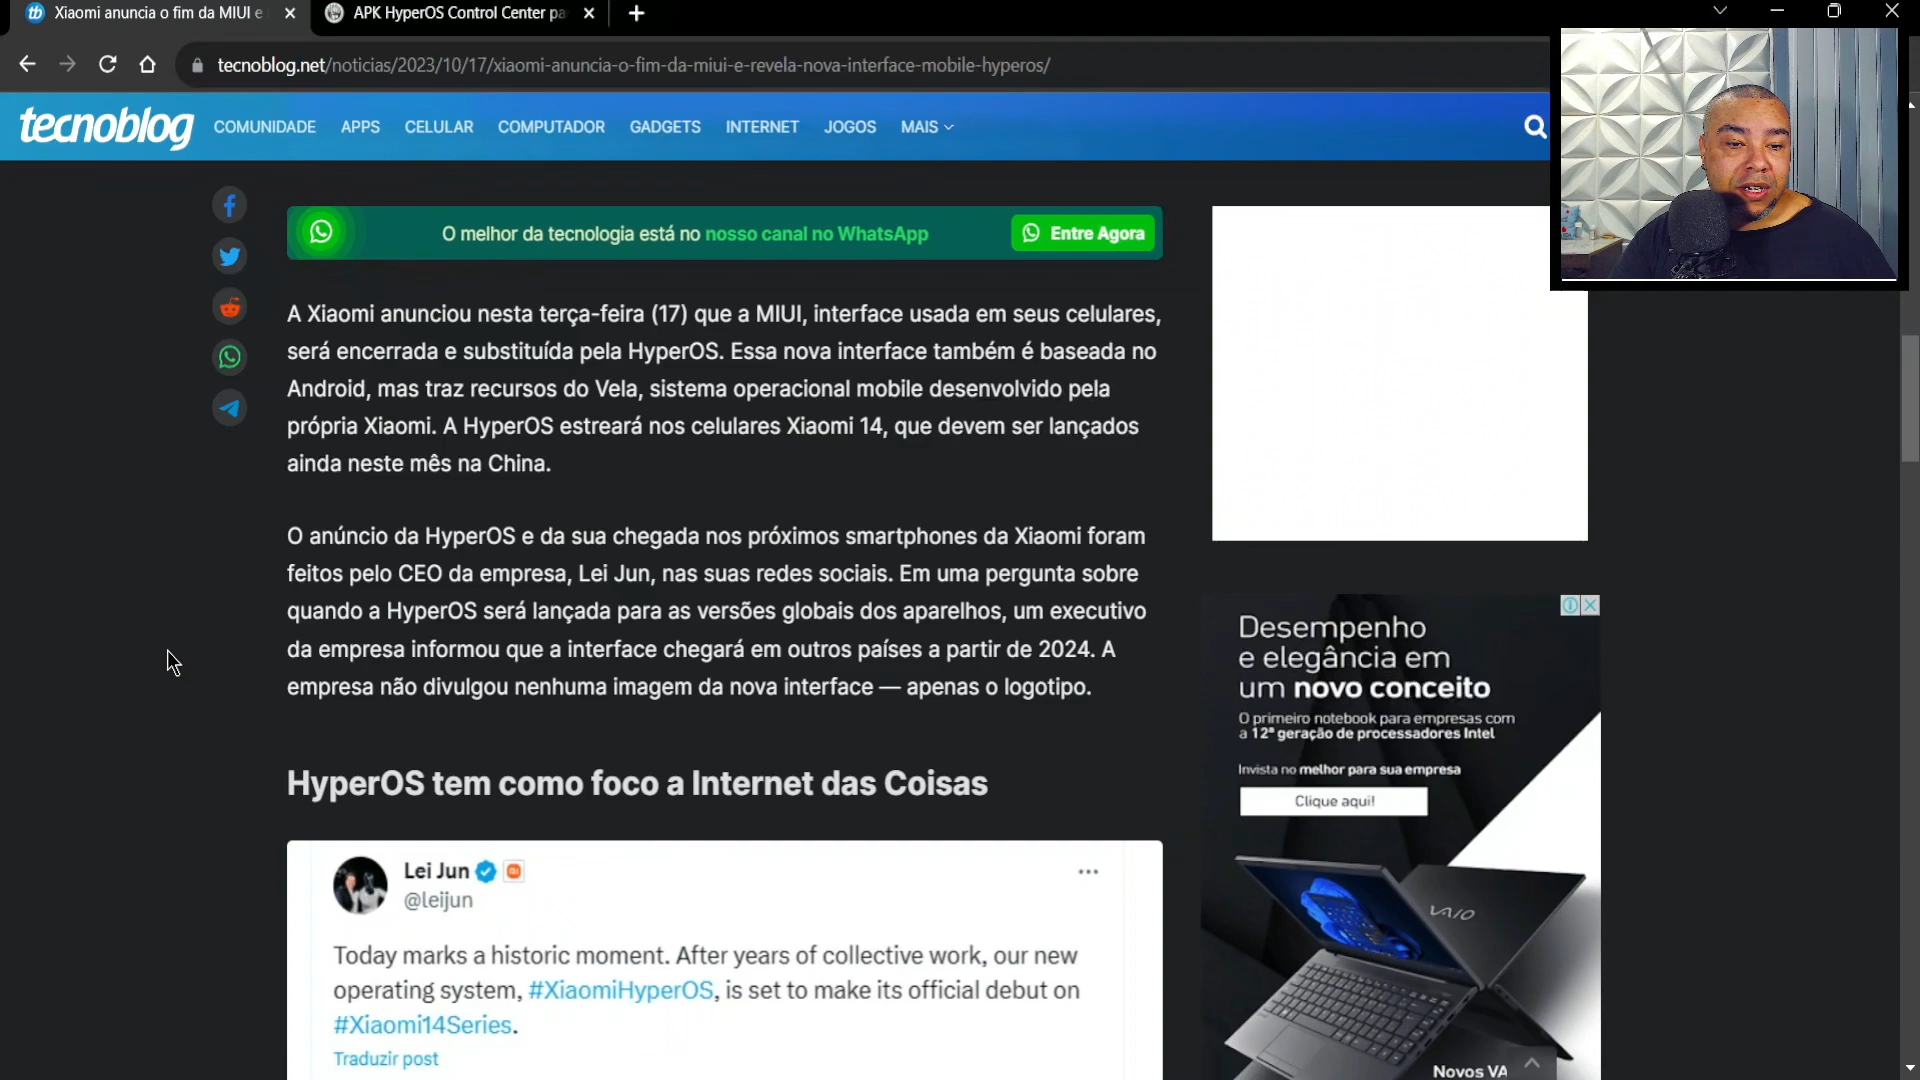 Xiaomi anuncia o fim da MIUI e
APK HyperOS Control Center pa
tecnoblog.net/noticias/2023/10/17/xiaomi-anuncia-o-fim-da-miui-e-revela-nova-interface-mobile-hyperos/
tecnoblog COMUNIDADE APPS CELULAR COMPUTADOR GADGETS INTERNET JOGOS MAIS
O melhor da tecnologia está no nosso canal no WhatsApp Entre Agora
A Xiaomi anunciou nesta terça-feira (17) que a MIUI, interface usada em seus celulares,
será encerrada e substituída pela HyperOS. Essa nova interface também é baseada no
Android, mas traz recursos do Vela, sistema operacional mobile desenvolvido pela
própria Xiaomi. A HyperOS estreará nos celulares Xiaomi 14, que devem ser lançados
ainda neste mês na China.
O anúncio da HyperOS e da sua chegada nos próximos smartphones da Xiaomi foram
feitos pelo CEO da empresa, Lei Jun, nas suas redes sociais. Em uma pergunta sobre
quando a HyperOS será lançada para as versões globais dos aparelhos, um executivo
da empresa informou que a interface chegará em outros países a partir de 2024. A
empresa não divulgou nenhuma imagem da nova interface — apenas o logotipo.
HyperOS tem como foco a Internet das Coisas
Lei Jun
@leijun
Today marks a historic moment. After years of collective work, our new
operating system, #XiaomiHyperOS, is set to make its official debut on
#Xiaomi14Series.
Traduzir post
Desempenho
e elegância em
um novo conceito
O primeiro notebook para empresas com
a 12ª geração de processadores Intel
Invista no melhor para sua empresa
Clique aqui!
VAIO
Novos VA